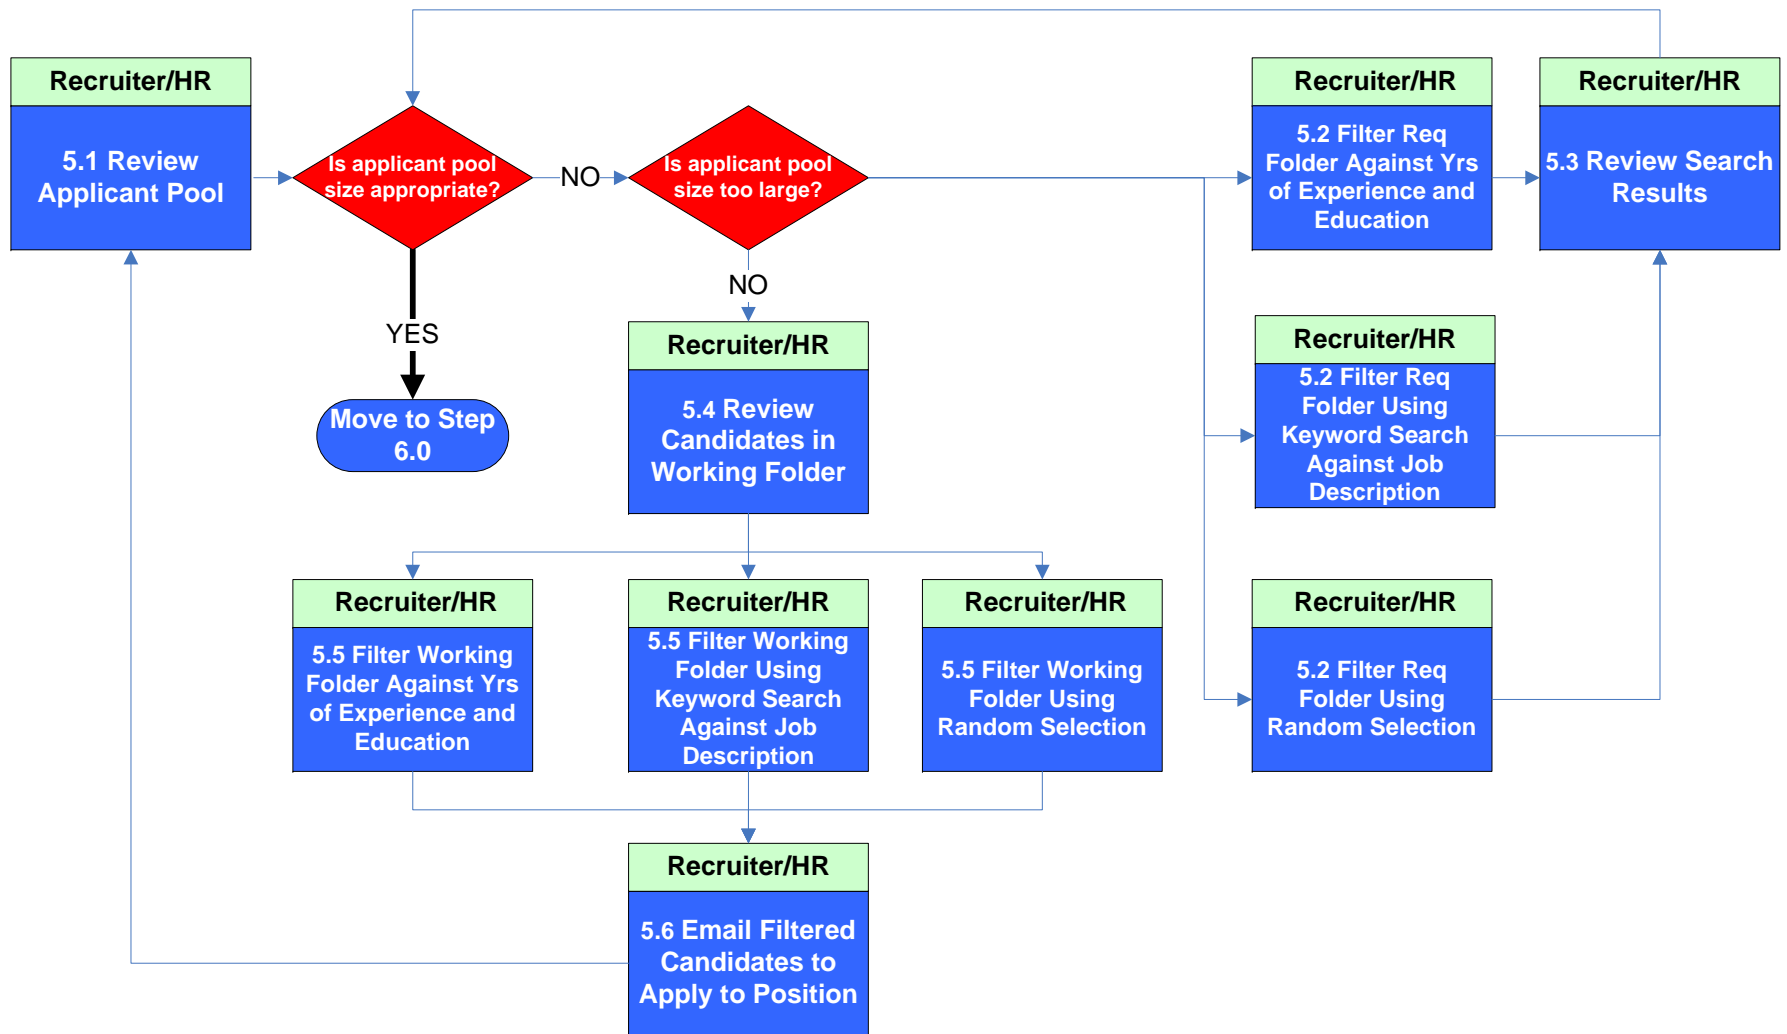 Recruiter/HR
5.1 Review
Applicant Pool
Is applicant pool
size appropriate?
NO
Is applicant pool
size too large?
Recruiter/HR
5.2 Filter Req
Folder Against Yrs
of Experience and
Education
Recruiter/HR
5.3 Review Search
Results
YES
Move to Step
6.0
NO
Recruiter/HR
5.4 Review
Candidates in
Working Folder
Recruiter/HR
5.2 Filter Req
Folder Using
Keyword Search
Against Job
Description
Recruiter/HR
5.5 Filter Working
Folder Against Yrs
of Experience and
Education
Recruiter/HR
5.5 Filter Working
Folder Using
Keyword Search
Against Job
Description
Recruiter/HR
5.5 Filter Working
Folder Using
Random Selection
Recruiter/HR
5.2 Filter Req
Folder Using
Random Selection
Recruiter/HR
5.6 Email Filtered
Candidates to
Apply to Position